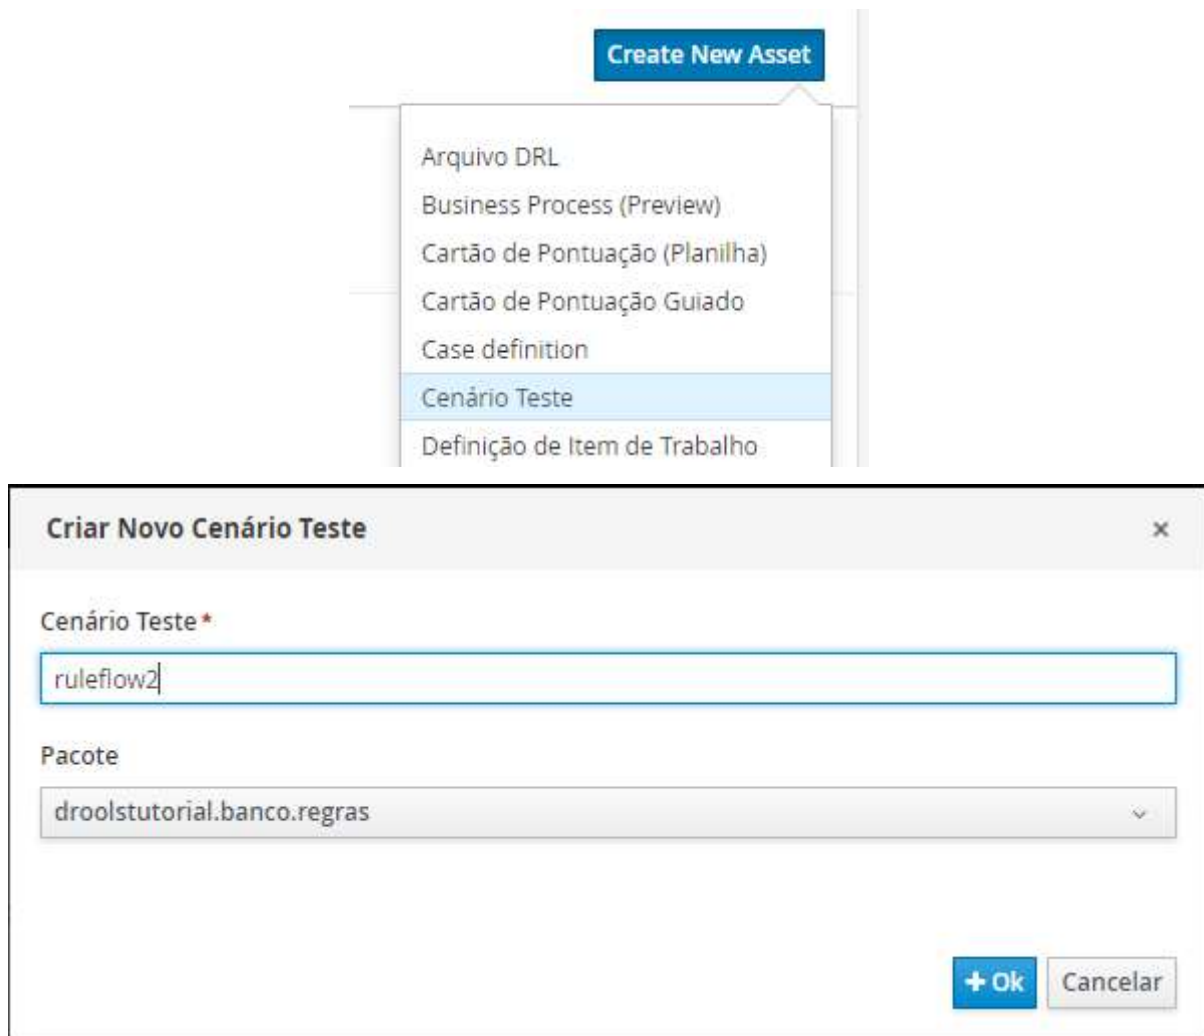 Create New Asset
Arquivo DRL
Business Process (Preview)
Cartão de Pontuação (Planilha)
Cartão de Pontuação Guiado
Case definition
Cenário Teste
Definição de Item de Trabalho
Criar Novo Cenário Teste ×
Cenário Teste *
ruleflow2
Pacote
droolstutorial.banco.regras
+ Ok Cancelar